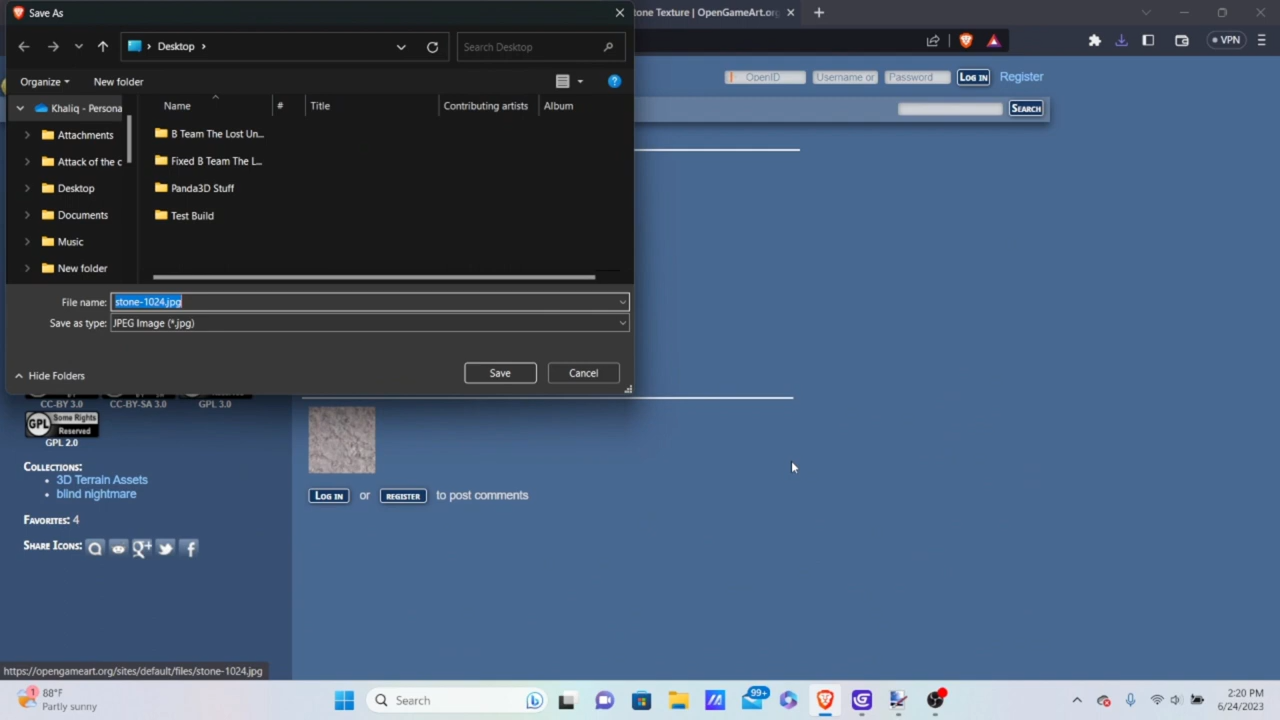 Save As
tone Texture | OpenGameArt.org
Desktop
Search Desktop
VPN
Organize
New folder
OpenID
Username or
Password
Log in
Register
Khaliq - Persona
Name
#
Title
Contributing artists
Album
Search
Attachments
B Team The Lost Un...
Attack of the c
Fixed B Team The L...
Desktop
Panda3D Stuff
Documents
Test Build
Music
New folder
File name:
stone-1024.jpg
Save as type:
JPEG Image (*.jpg)
Hide Folders
Save
Cancel
CC-BY 3.0
CC-BY-SA 3.0
GPL 3.0
GPL
Some Rights
Reserved
GPL 2.0
Collections:
3D Terrain Assets
blind nightmare
Log in
or
register
to post comments
Favorites: 4
Share Icons:
https://opengameart.org/sites/default/files/stone-1024.jpg
1
88°F
Partly sunny
Search
99+
2:20 PM
6/24/2023